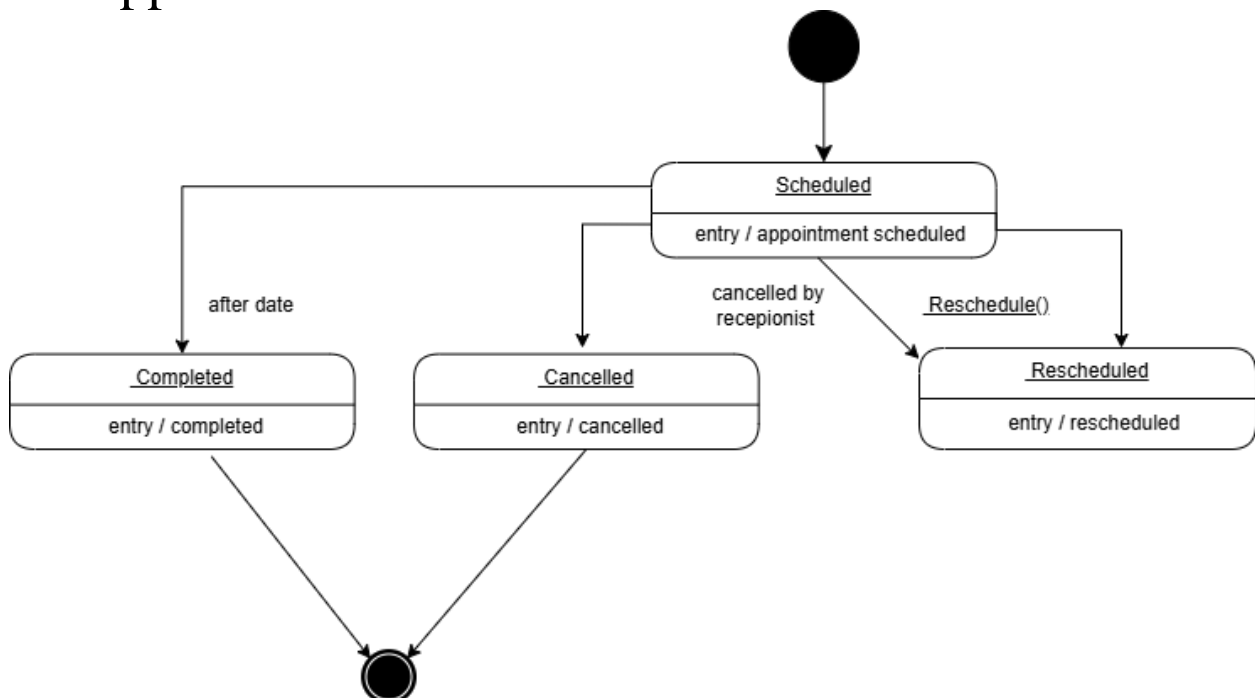 Scheduled
entry / appointment scheduled
after date
cancelled by
recepionist
Reschedule()
Completed
entry / completed
Cancelled
entry / cancelled
Rescheduled
entry / rescheduled